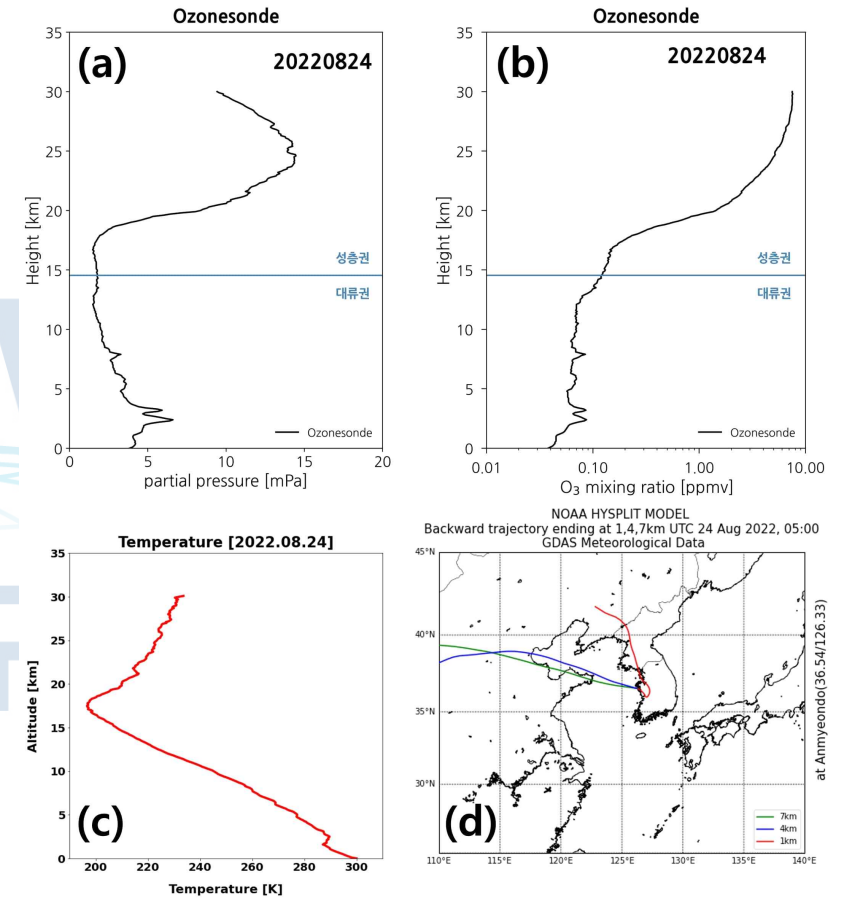 Ozonesonde
(a)
20220824
35
30
25
20
15
10
5
0
Height [km]
성층권
대류권
Ozonesonde
0 5 10 15 20
partial pressure [mPa]
Ozonesonde
(b)
20220824
35
30
25
20
15
10
5
0
Height [km]
성층권
대류권
Ozonesonde
0.01 0.10 1.00 10.00
O₃ mixing ratio [ppmv]
Temperature [2022.08.24]
35
30
25
20
15
10
5
0
Altitude [km]
(c)
200 220 240 260 280 300
Temperature [K]
NOAA HYSPLIT MODEL
Backward trajectory ending at 1,4,7km UTC 24 Aug 2022, 05:00
GDAS Meteorological Data
45°N
40°N
35°N
30°N
(d)
7km
4km
1km
110°E 115°E 120°E 125°E 130°E 135°E 140°E
at Anmyeondo(36.54/126.33)